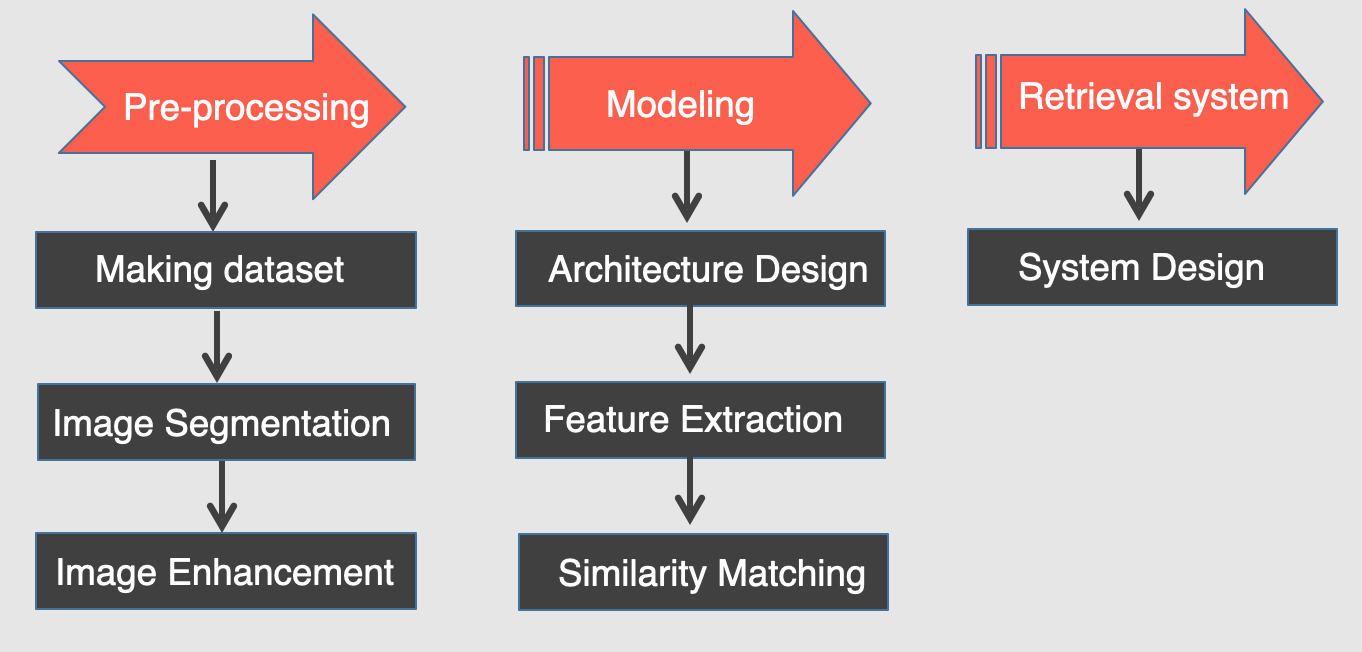 Pre-processing
Making dataset
Image Segmentation
Image Enhancement
Modeling
Architecture Design
Feature Extraction
Similarity Matching
Retrieval system
System Design